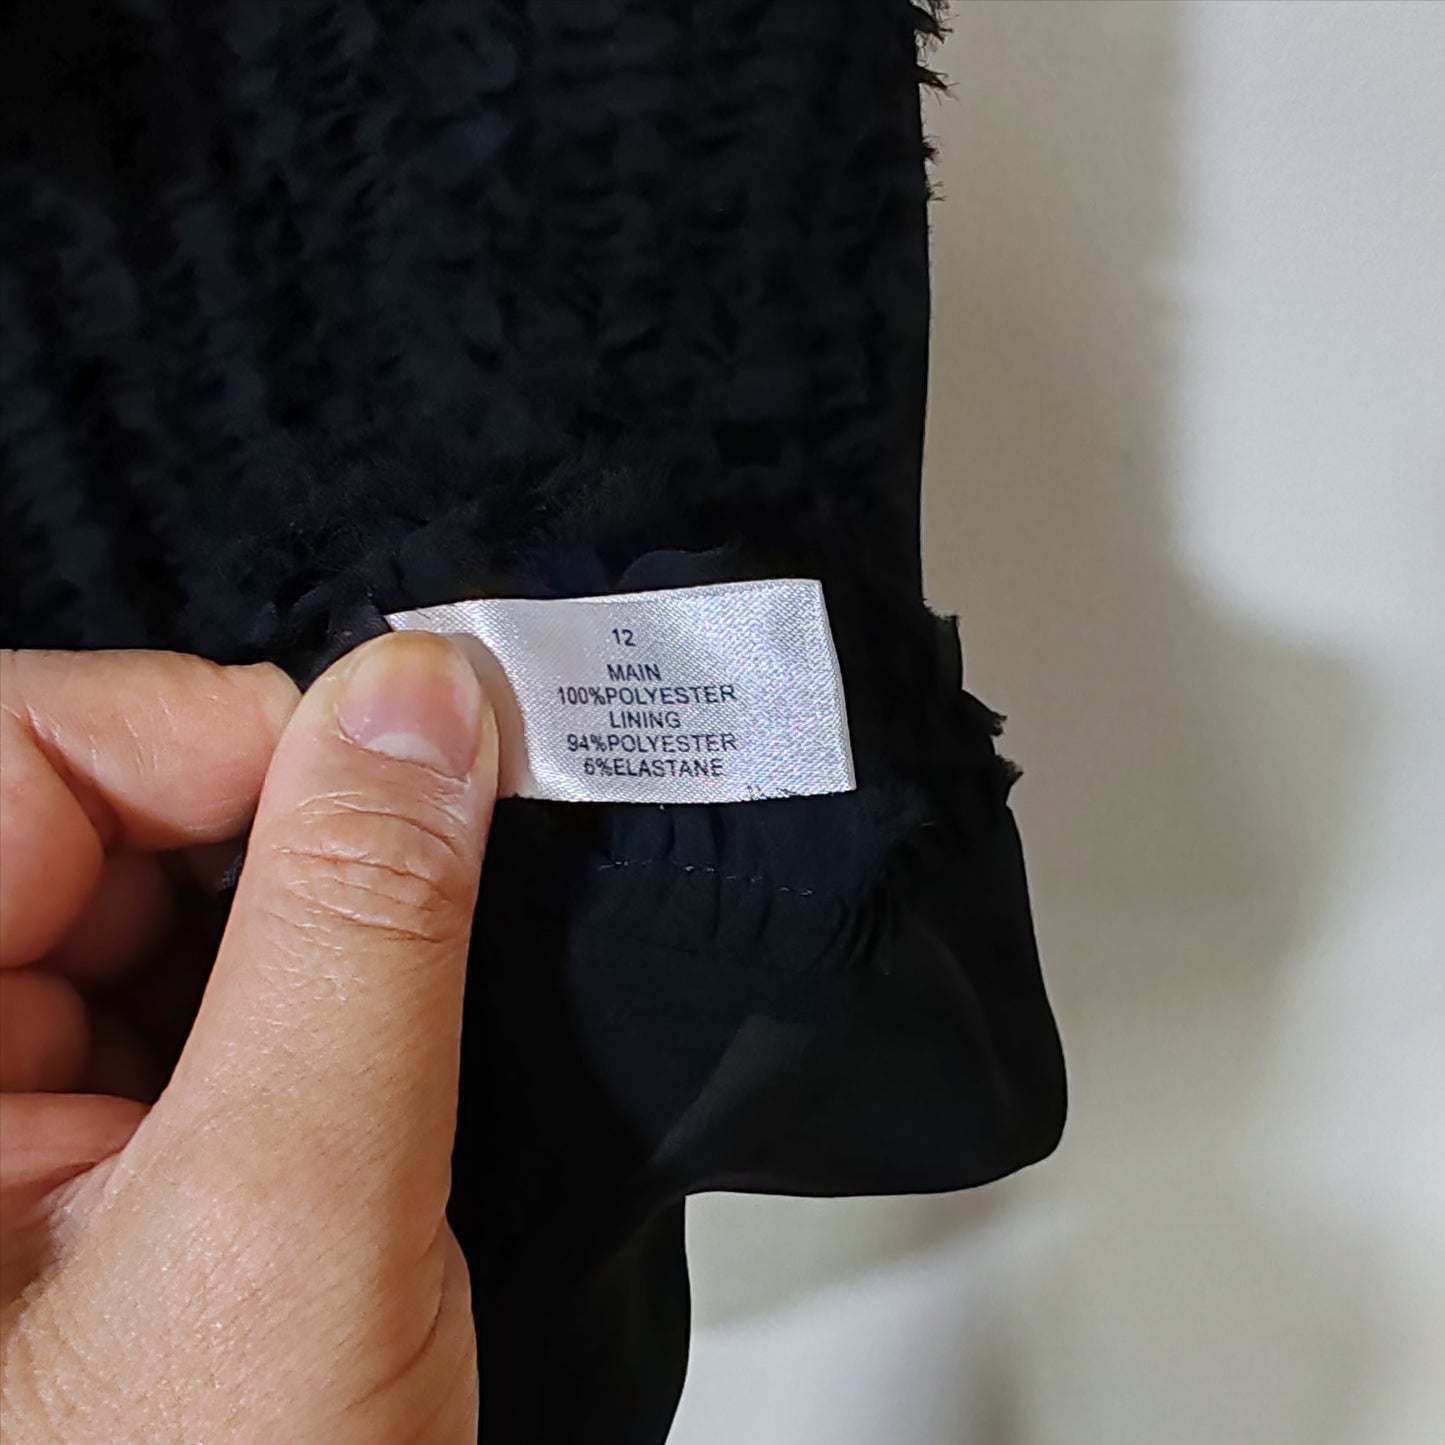 12
MAIN
100%POLYESTER
LINING
94%POLYESTER
6%ELASTANE